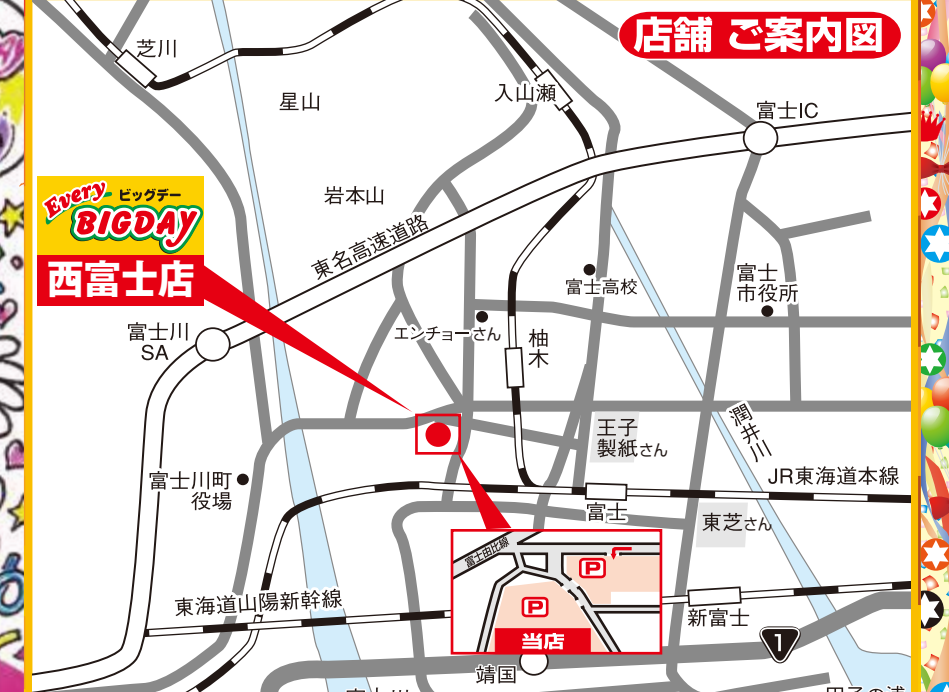 店舗 ご案内図
芝川
星山
入山瀬
富士IC
岩本山
Every
ビッグデー
BIGDAY
西富士店
東名高速道路
富士高校
富士
市役所
富士川
SA
エンチョーさん
柚木
潤井川
王子
製紙さん
富士川町
役場
JR東海道本線
富士
東芝さん
富士由比線
P
P
当店
東海道山陽新幹線
新富士
1
靖国